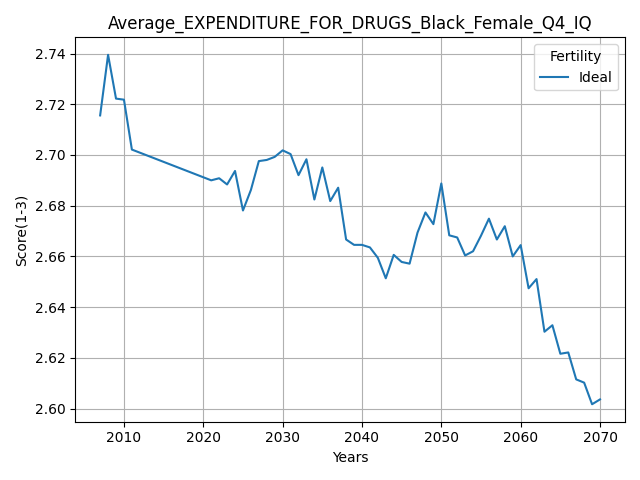 Average_EXPENDITURE_FOR_DRUGS_Black_Female_Q4_IQ
Fertility
Ideal
Score(1-3)
2.74
2.72
2.70
2.68
2.66
2.64
2.62
2.60
2010 2020 2030 2040 2050 2060 2070
Years